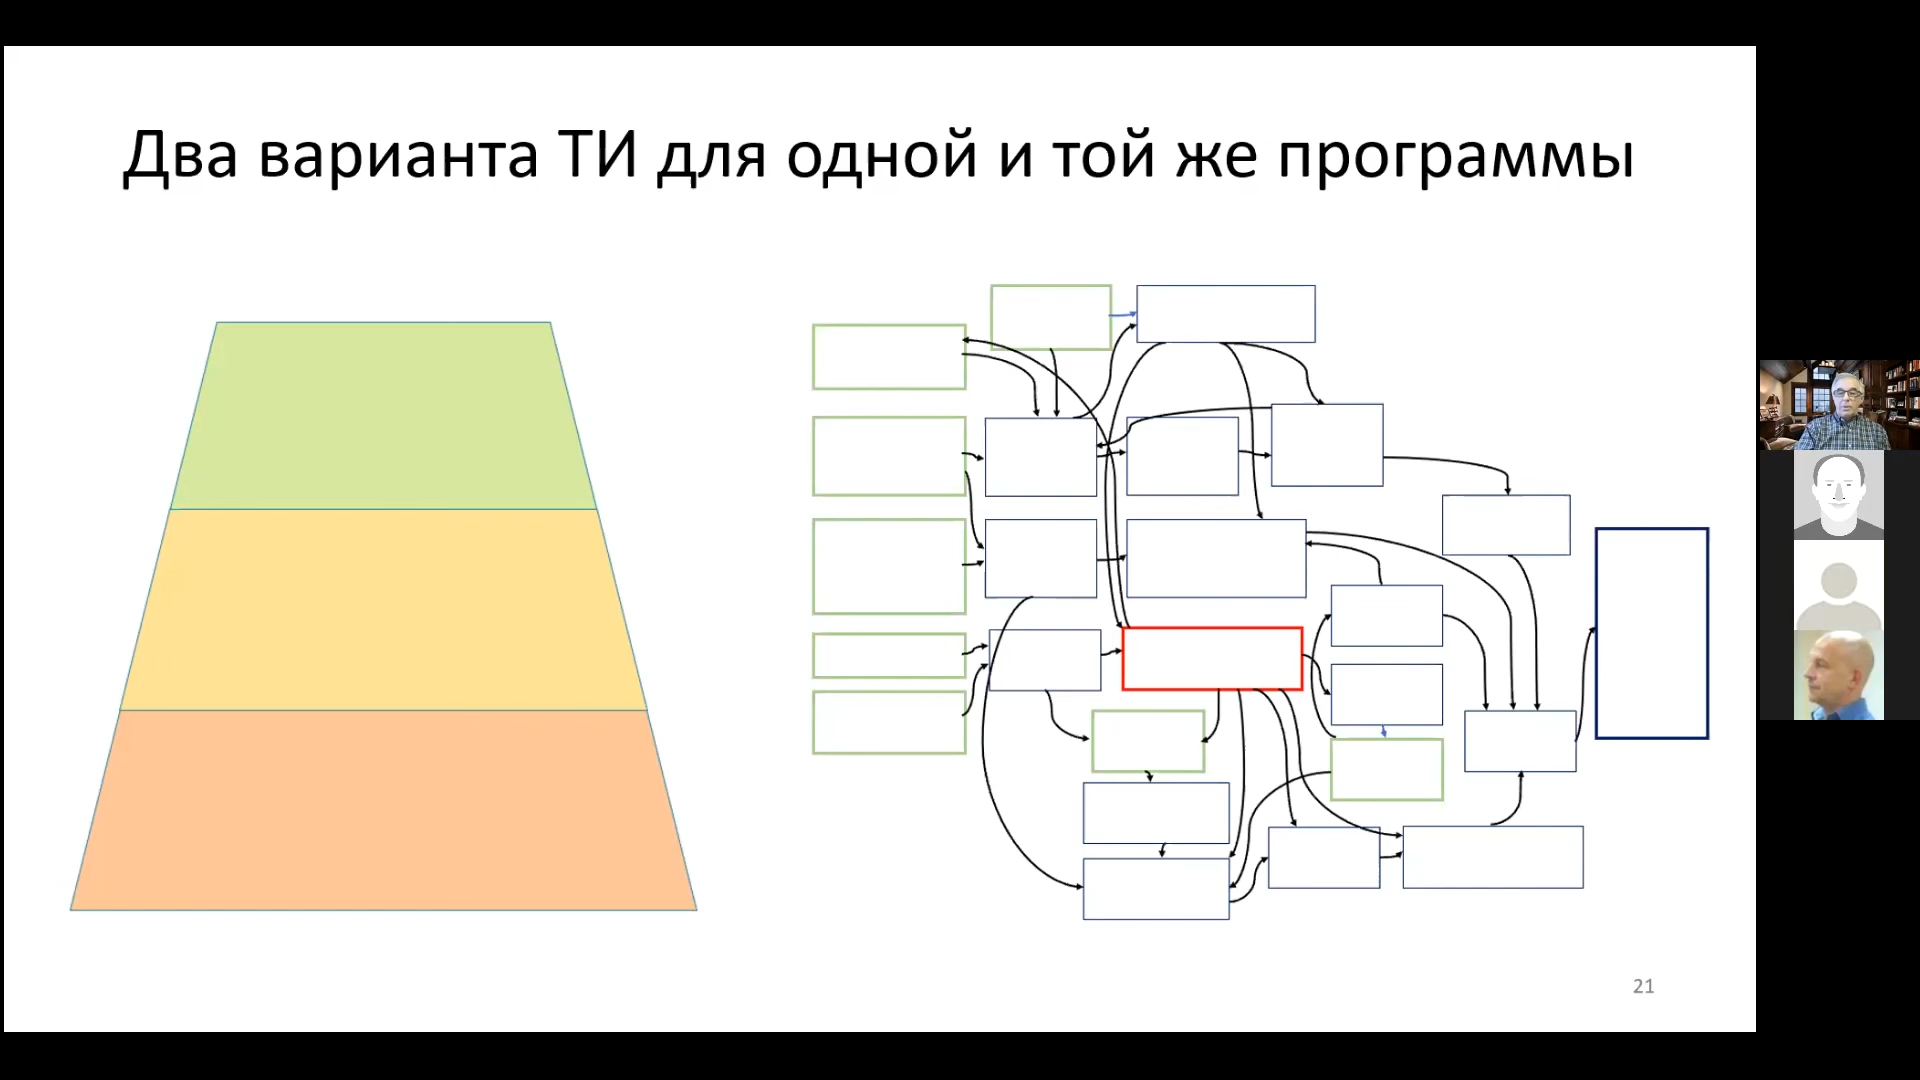 Два варианта ТИ для одной и той же программы
21